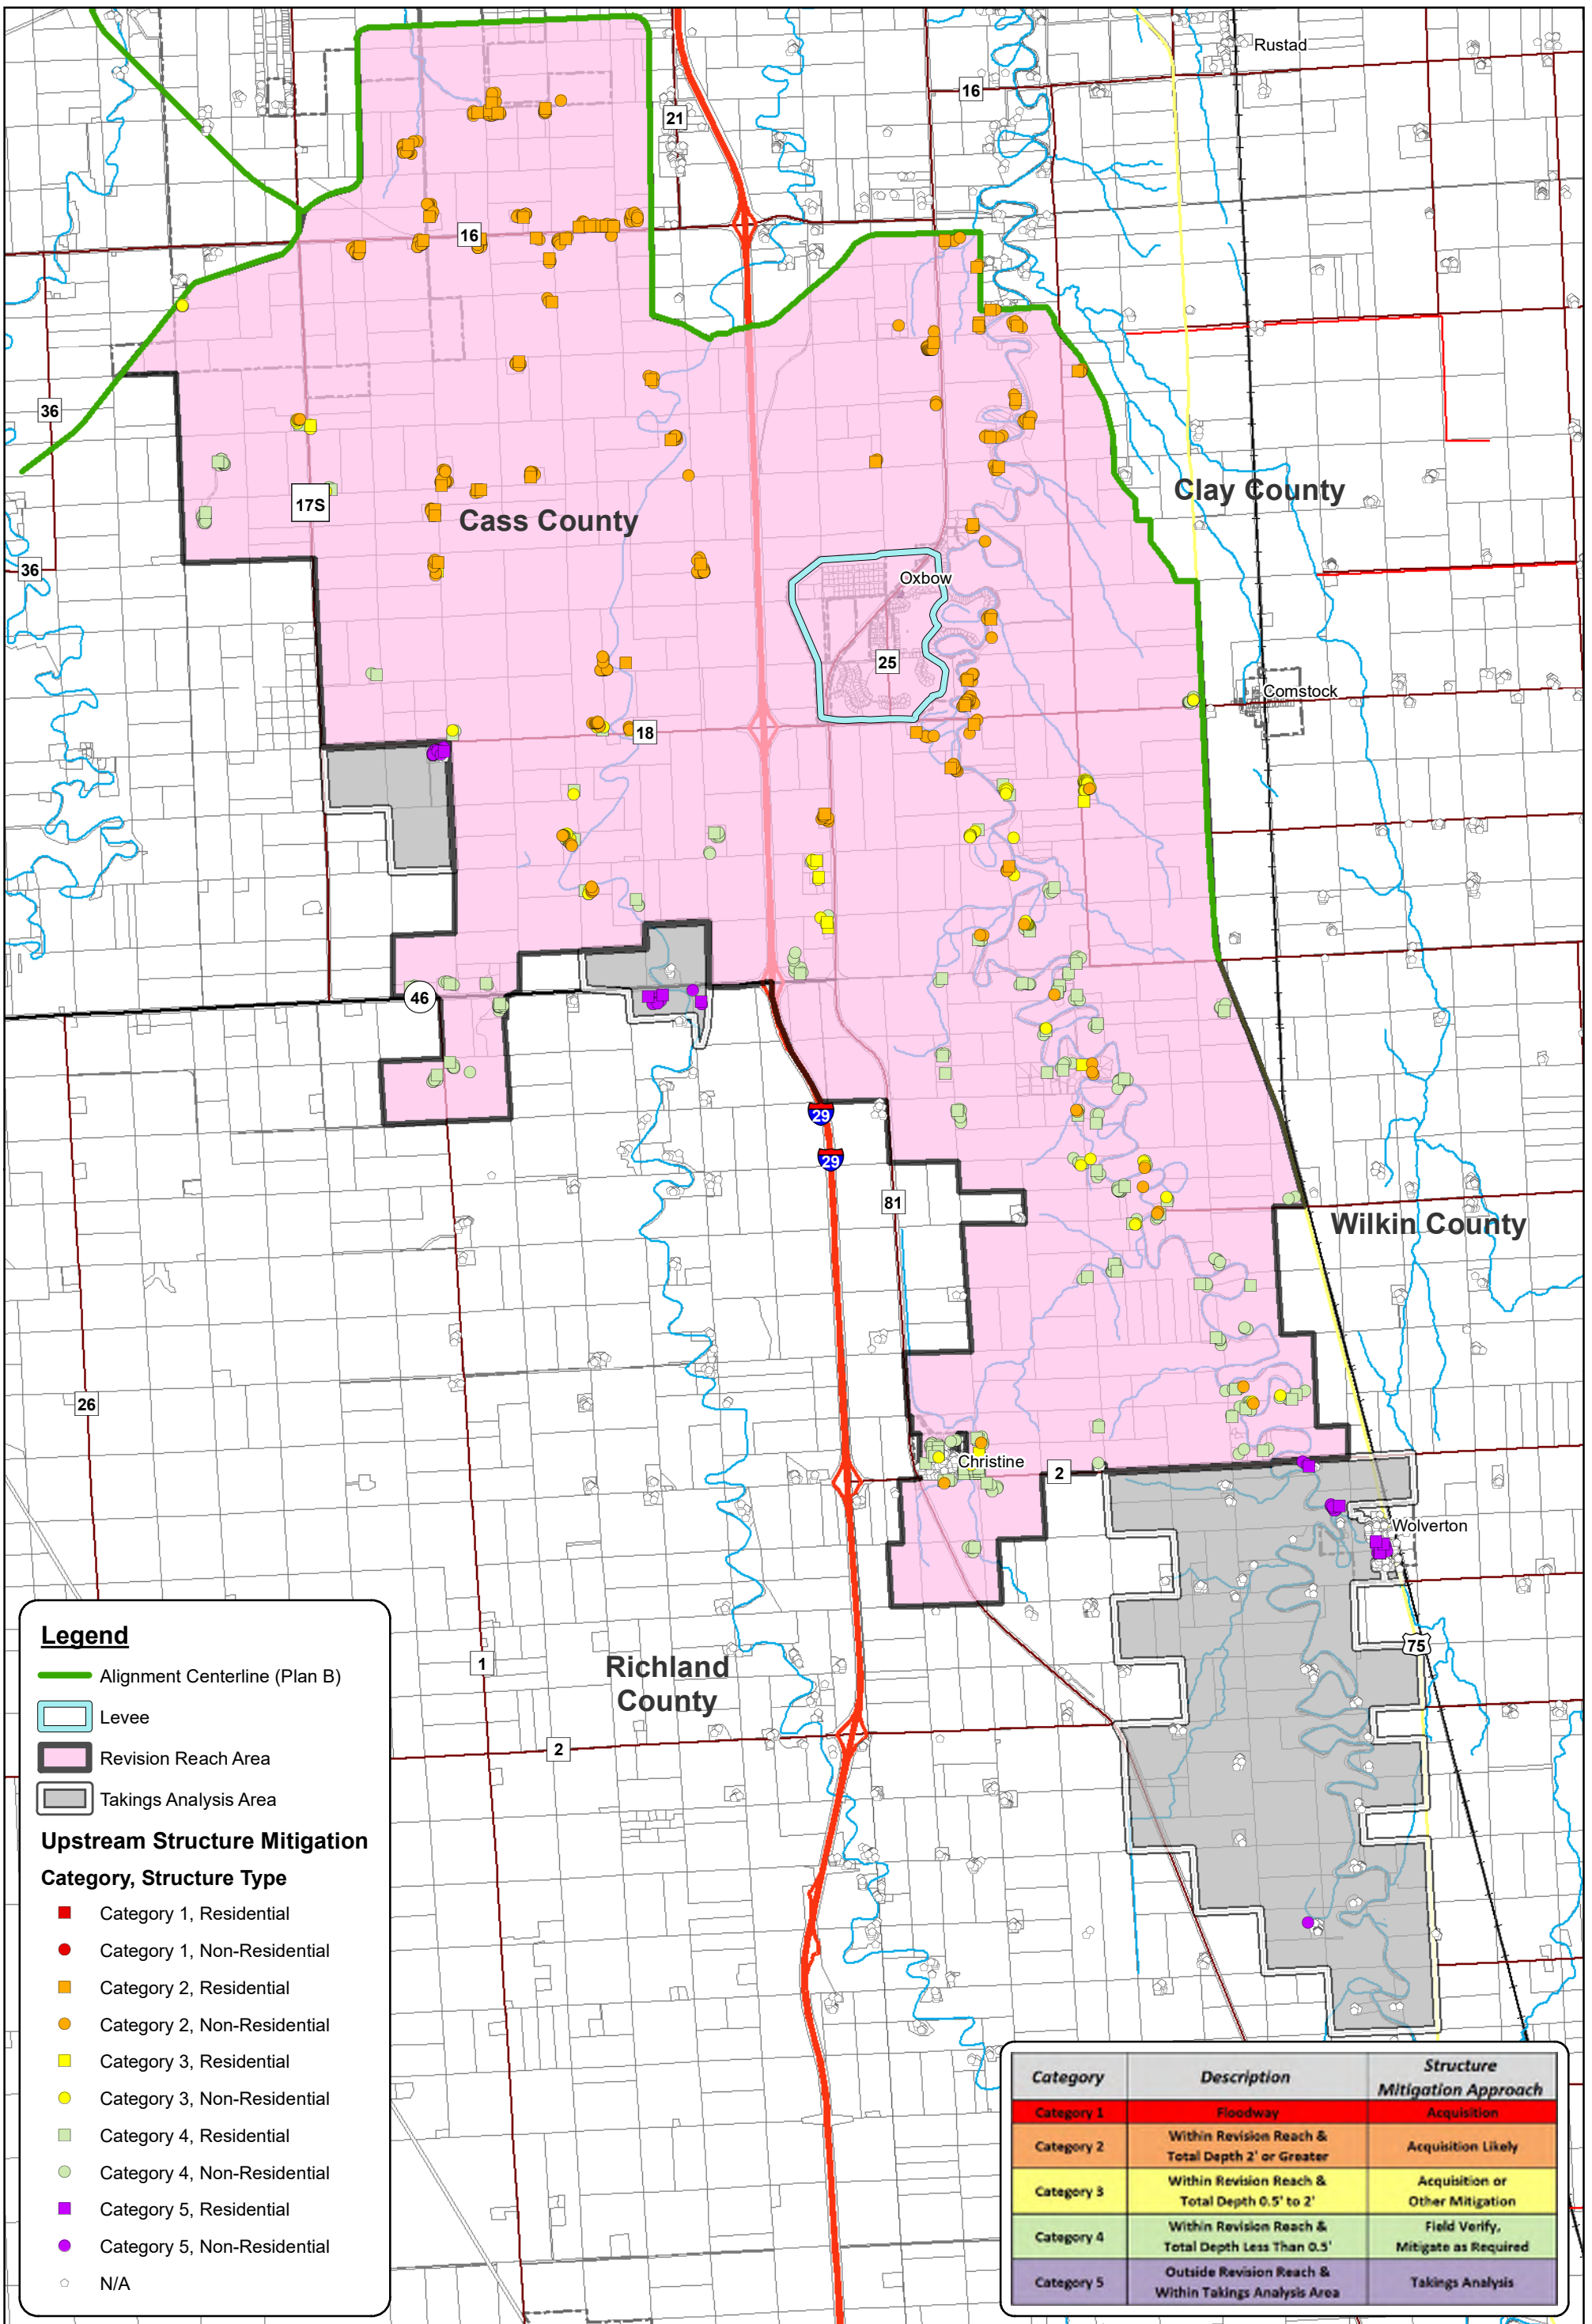 Rustad
16
21
16
36
Clay County
17S
Cass County
36
Oxbow
25
Comstock
18
46
29
29
81
Wilkin County
26
Christine
2
Wolverton
75
1
Richland
County
2
Legend
Alignment Centerline (Plan B)
Levee
Revision Reach Area
Takings Analysis Area
Upstream Structure Mitigation
Category, Structure Type
Category 1, Residential
Category 1, Non-Residential
Category 2, Residential
Category 2, Non-Residential
Category 3, Residential
Category 3, Non-Residential
Category 4, Residential
Category 4, Non-Residential
Category 5, Residential
Category 5, Non-Residential
N/A
Category Description Structure
Mitigation Approach
Category 1 Floodway Acquisition
Category 2 Within Revision Reach &
Total Depth 2' or Greater Acquisition Likely
Category 3 Within Revision Reach &
Total Depth 0.5' to 2' Acquisition or
Other Mitigation
Category 4 Within Revision Reach &
Total Depth Less Than 0.5' Field Verify,
Mitigate as Required
Category 5 Outside Revision Reach &
Within Takings Analysis Area Takings Analysis